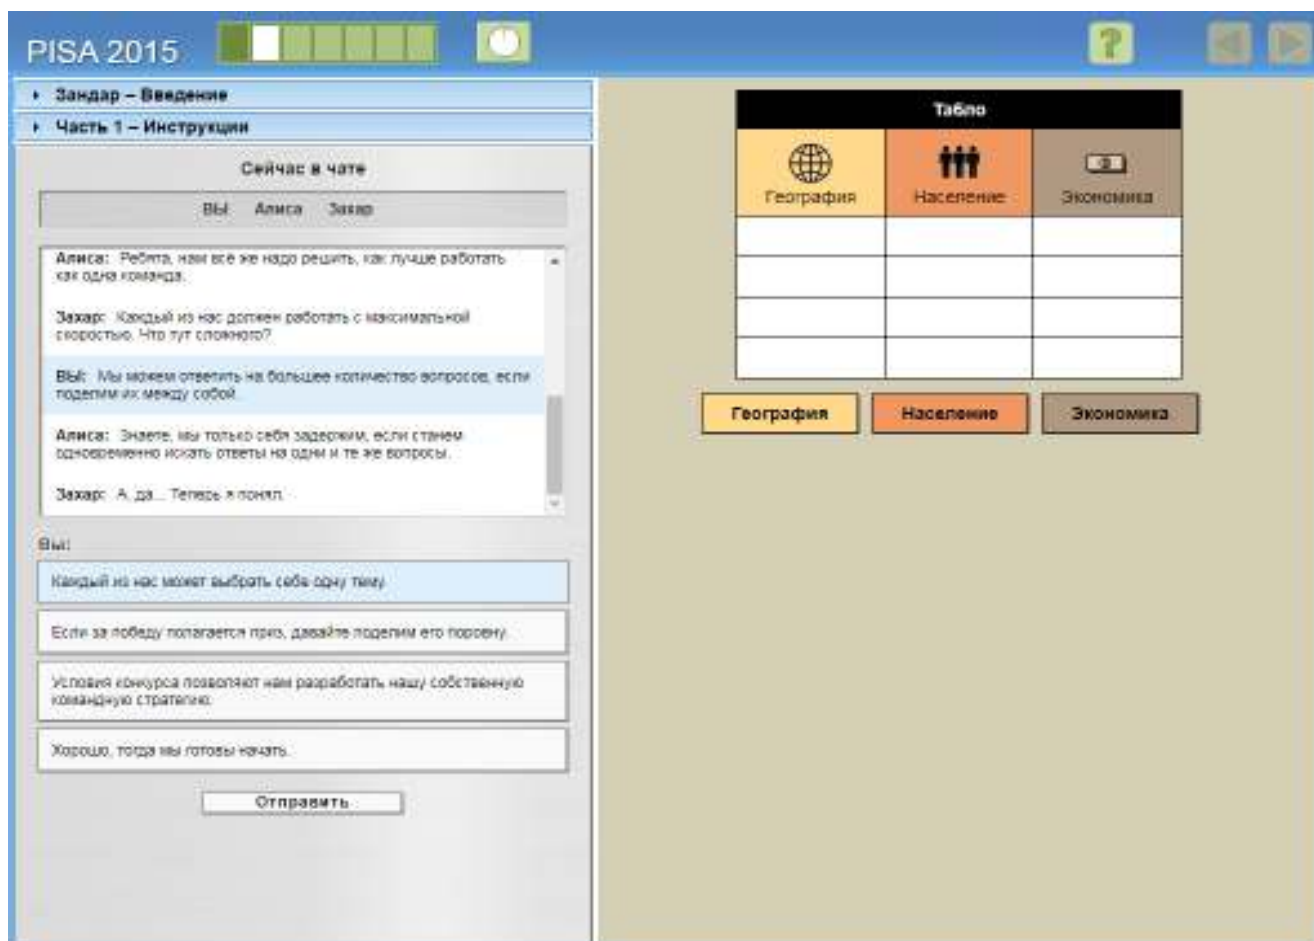 PISA 2015
?
Зандар – Введение
Часть 1 – Инструкции
Сейчас в чате
ВЫ Алиса Захар
Алиса: Ребята, нам всё же надо решить, как лучше работать
как одна команда.
Захар: Каждый из нас должен работать с максимальной
скоростью. Что тут сложного?
ВЫ: Мы можем ответить на большее количество вопросов, если
поделим их между собой.
Алиса: Знаете, мы только себя задержим, если станем
одновременно искать ответы на одни и те же вопросы.
Захар: А, да... Теперь я понял.
Вы:
Каждый из нас может выбрать себе одну тему.
Если за победу полагается приз, давайте поделим его поровну.
Условия конкурса позволяют нам разработать нашу собственную
командную стратегию.
Хорошо, тогда мы готовы начать.
Отправить
Табло
География Население Экономика
География Население Экономика